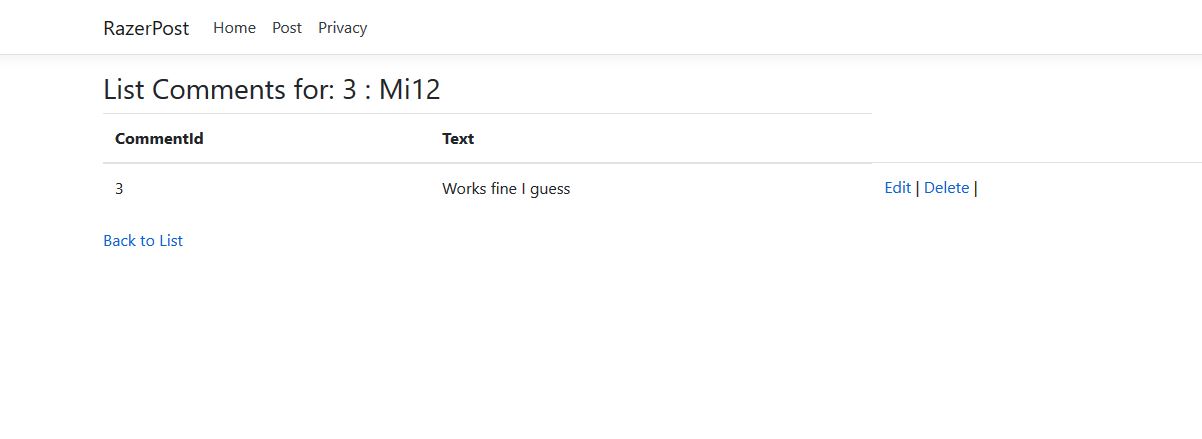 RazerPost Home Post Privacy
List Comments for: 3 : Mi12
CommentId Text
3 Works fine I guess Edit | Delete |
Back to List